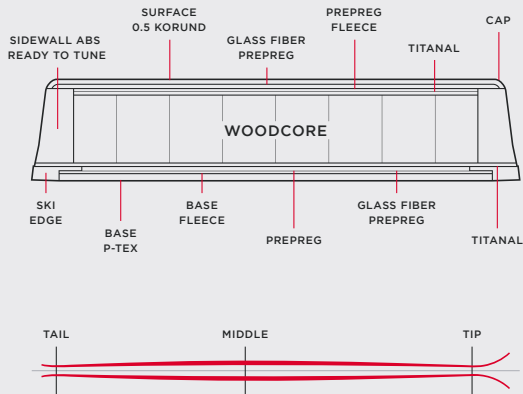 SURFACE
0.5 KORUND
PREPREG
FLEECE
CAP
SIDEWALL ABS
READY TO TUNE
GLASS FIBER
PREPREG
TITANAL
WOODCORE
SKI
EDGE
BASE
P-TEX
BASE
FLEECE
PREPREG
GLASS FIBER
PREPREG
TITANAL
TAIL
MIDDLE
TIP